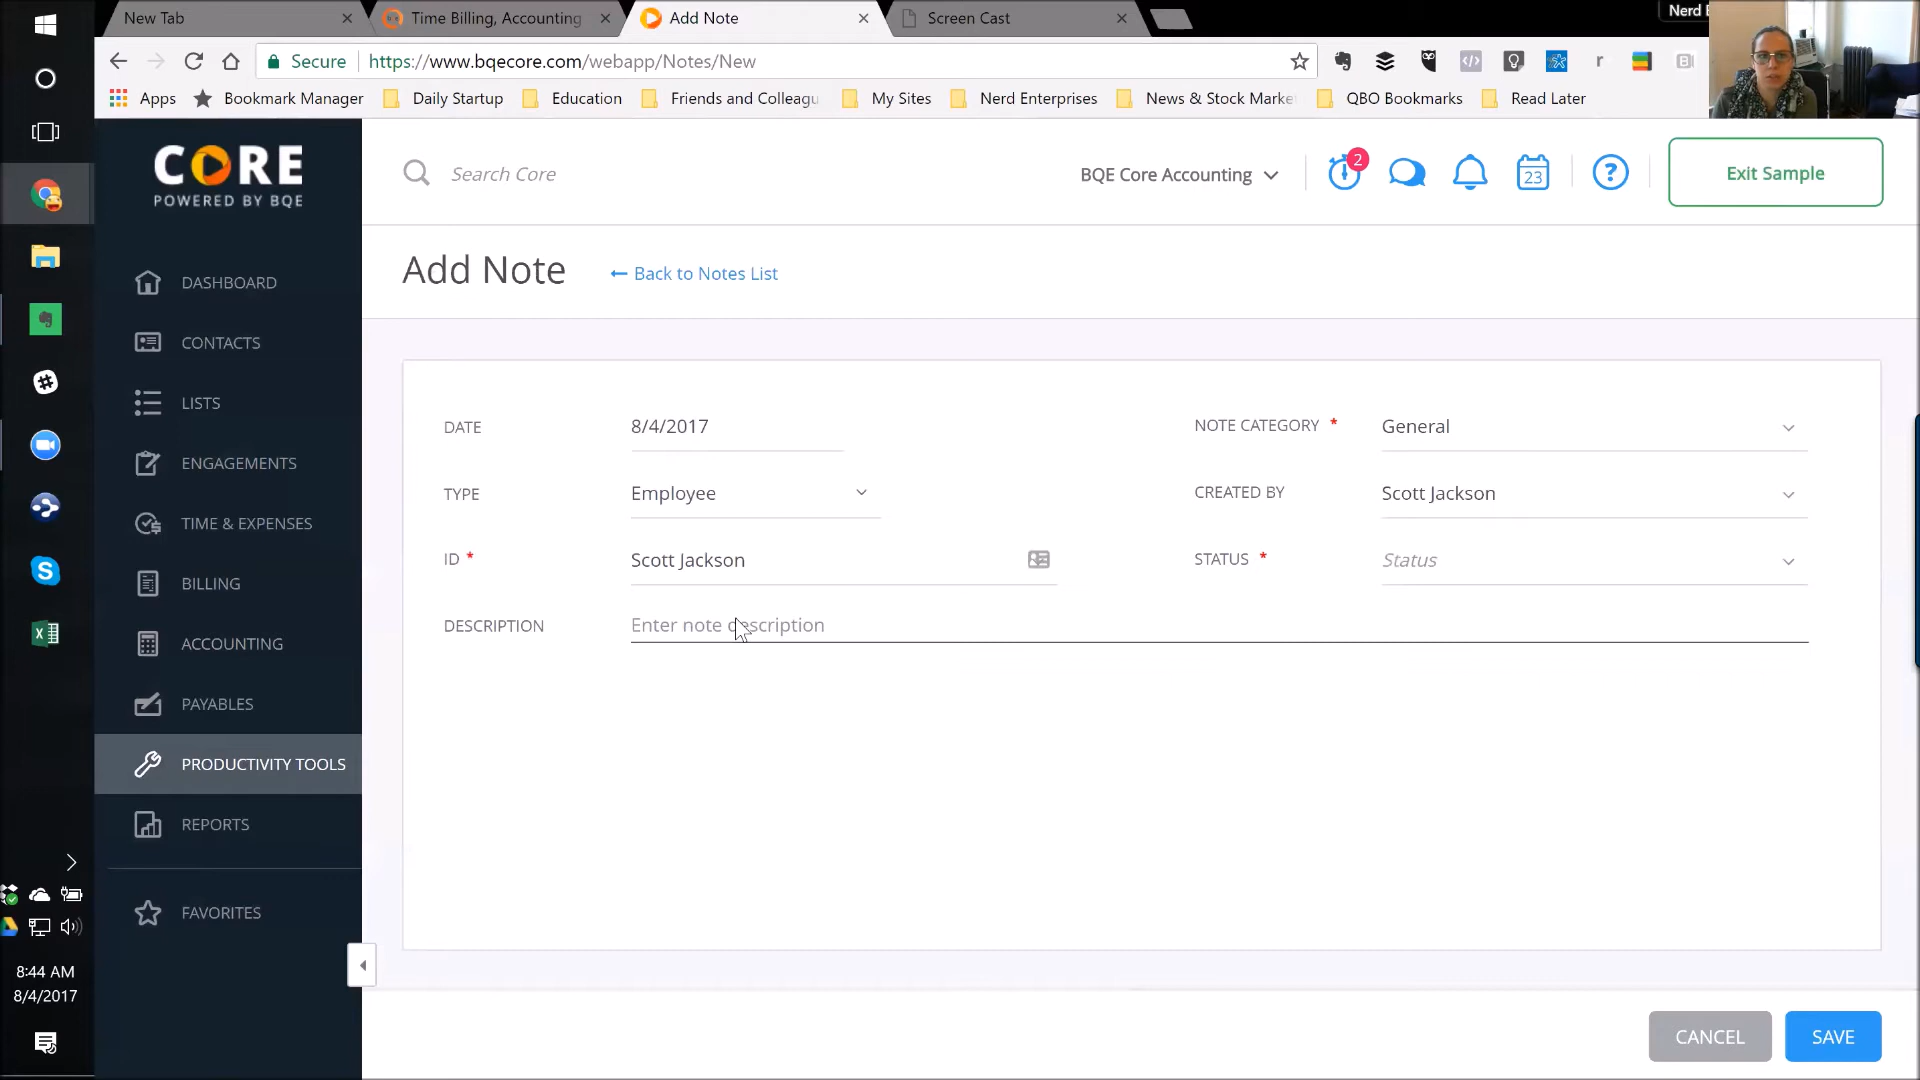 New Tab
Time Billing, Accounting
Add Note
Screen Cast
Nerd
Secure
https://www.bqecore.com/webapp/Notes/New
Apps
Bookmark Manager
Daily Startup
Education
Friends and Colleagu
My Sites
Nerd Enterprises
News & Stock Marke
QBO Bookmarks
Read Later
CORE
POWERED BY BQE
Search Core
BQE Core Accounting
2
23
?
Exit Sample
Add Note
Back to Notes List
DASHBOARD
CONTACTS
LISTS
ENGAGEMENTS
TIME & EXPENSES
BILLING
ACCOUNTING
PAYABLES
PRODUCTIVITY TOOLS
REPORTS
FAVORITES
DATE
8/4/2017
NOTE CATEGORY *
General
TYPE
Employee
CREATED BY
Scott Jackson
ID *
Scott Jackson
STATUS *
Status
DESCRIPTION
Enter note description
8:44 AM
8/4/2017
CANCEL
SAVE